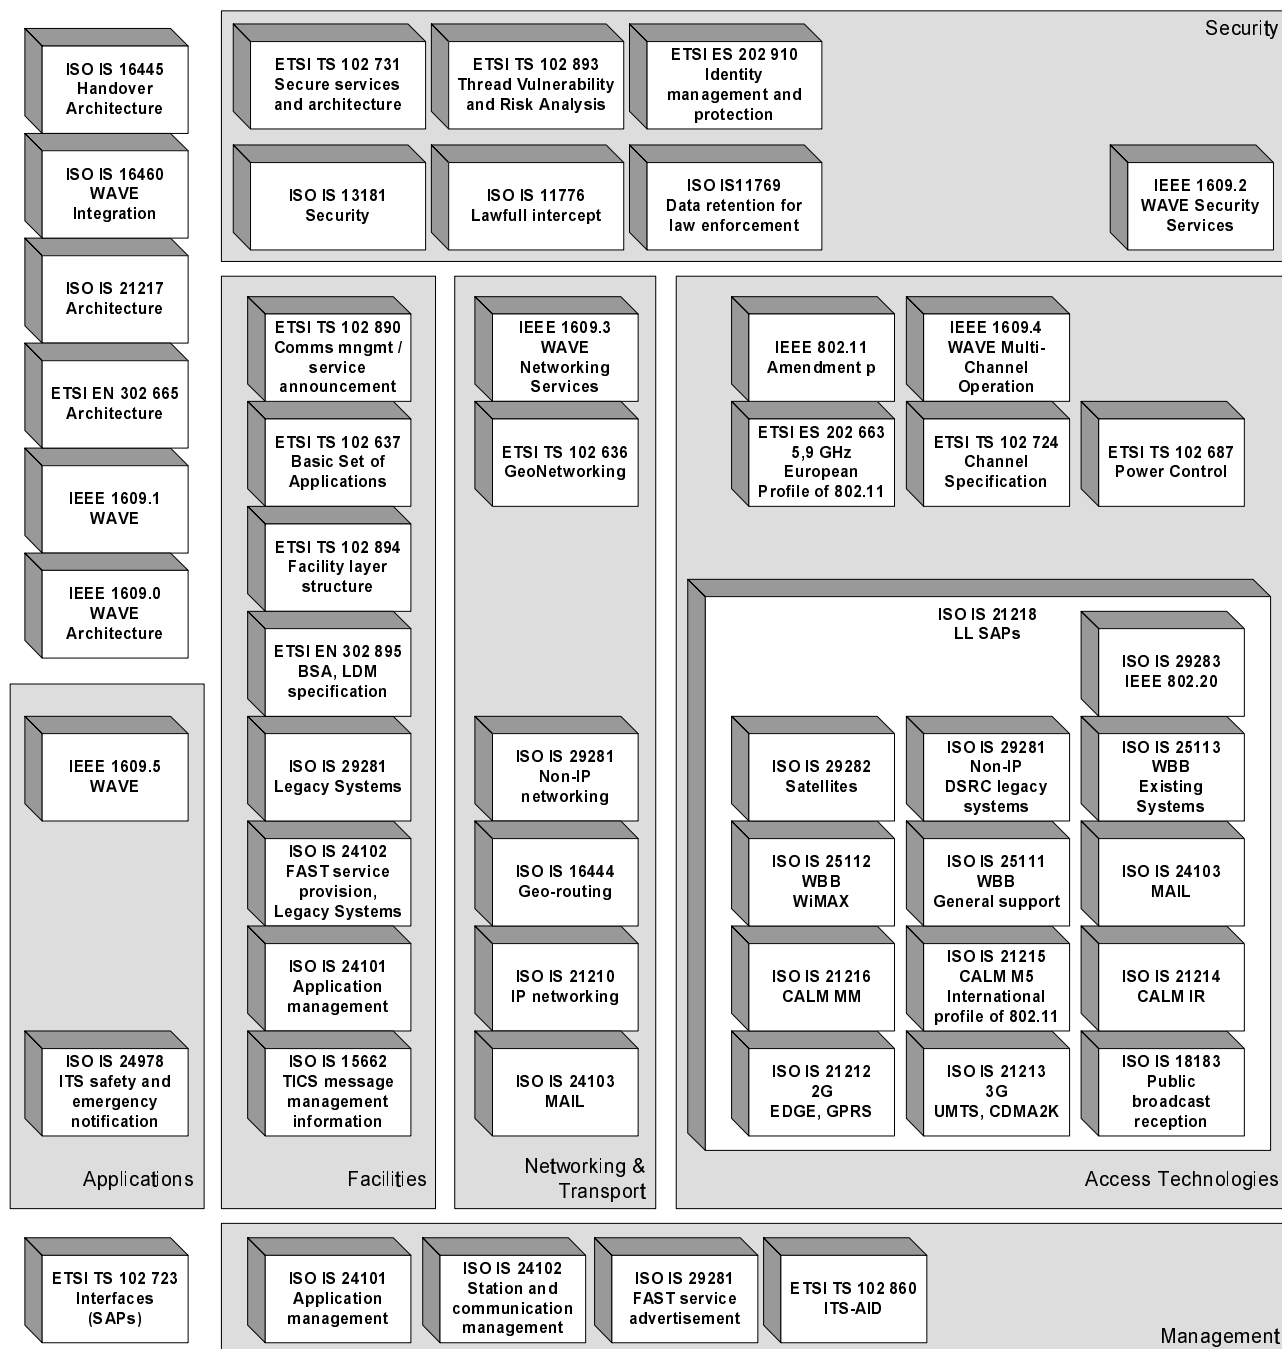 ISO IS 16445
Handover
Architecture
ISO IS 16460
WAVE
Integration
ISO IS 21217
Architecture
ETSI EN 302 665
Architecture
IEEE 1609.1
WAVE
IEEE 1609.0
WAVE
Architecture
Security
ETSI TS 102 731
Secure services
and architecture
ETSI TS 102 893
Thread Vulnerability
and Risk Analysis
ETSI ES 202 910
Identity
management and
protection
ISO IS 13181
Security
ISO IS 11776
Lawfull intercept
ISO IS11769
Data retention for
law enforcement
IEEE 1609.2
WAVE Security
Services
IEEE 1609.5
WAVE
ISO IS 24978
ITS safety and
emergency
notification
Applications
ETSI TS 102 890
Comms mngmt /
service
announcement
ETSI TS 102 637
Basic Set of
Applications
ETSI TS 102 894
Facility layer
structure
ETSI EN 302 895
BSA, LDM
specification
ISO IS 29281
Legacy Systems
ISO IS 24102
FAST service
provision,
Legacy Systems
ISO IS 24101
Application
management
ISO IS 15662
TICS message
management
information
Facilities
IEEE 1609.3
WAVE
Networking
Services
ETSI TS 102 636
GeoNetworking
ISO IS 29281
Non-IP
networking
ISO IS 16444
Geo-routing
ISO IS 21210
IP networking
ISO IS 24103
MAIL
Networking &
Transport
IEEE 802.11
Amendment p
IEEE 1609.4
WAVE Multi-
Channel
Operation
ETSI ES 202 663
5,9 GHz
European
Profile of 802.11
ETSI TS 102 724
Channel
Specification
ETSI TS 102 687
Power Control
ISO IS 21218
LL SAPs
ISO IS 29283
IEEE 802.20
ISO IS 29282
Satellites
ISO IS 29281
Non-IP
DSRC legacy
systems
ISO IS 25113
WBB
Existing
Systems
ISO IS 25112
WBB
WiMAX
ISO IS 25111
WBB
General support
ISO IS 24103
MAIL
ISO IS 21216
CALM MM
ISO IS 21215
CALM M5
International
profile of 802.11
ISO IS 21214
CALM IR
ISO IS 21212
2G
EDGE, GPRS
ISO IS 21213
3G
UMTS, CDMA2K
ISO IS 18183
Public
broadcast
reception
Access Technologies
ETSI TS 102 723
Interfaces
(SAPs)
ISO IS 24101
Application
management
ISO IS 24102
Station and
communication
management
ISO IS 29281
FAST service
advertisement
ETSI TS 102 860
ITS-AID
Management